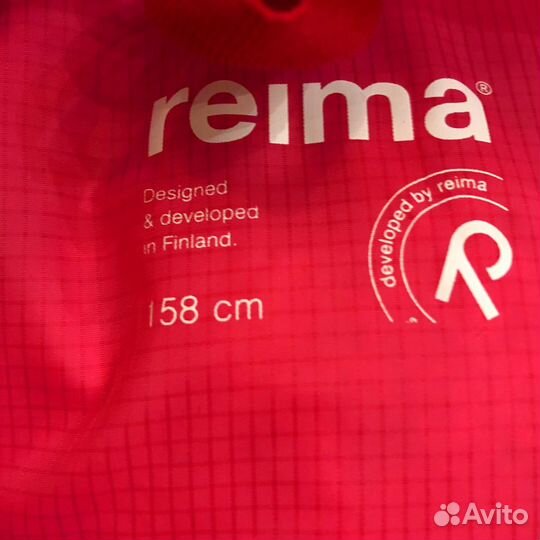 reima®
Designed
& developed
in Finland.
158 cm
developed by reima
Avito